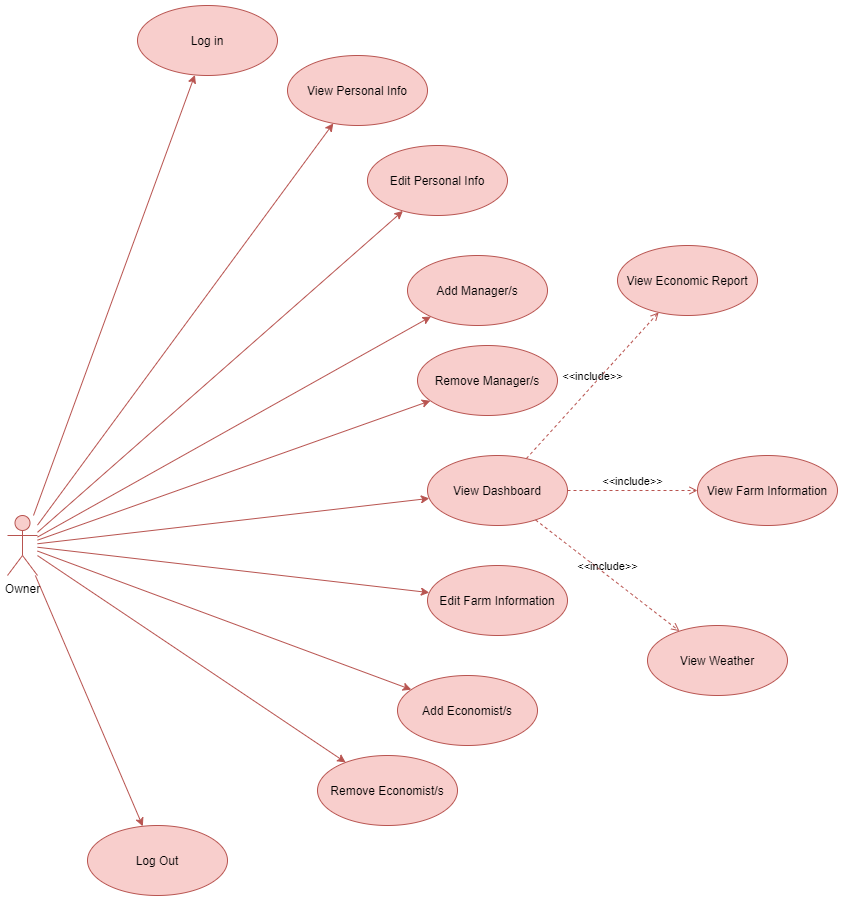 Log in
View Personal Info
Edit Personal Info
View Economic Report
Add Manager/s
<<include>>
Remove Manager/s
<<include>>
View Dashboard
View Farm Information
<<include>>
Owner
Edit Farm Information
View Weather
Add Economist/s
Remove Economist/s
Log Out